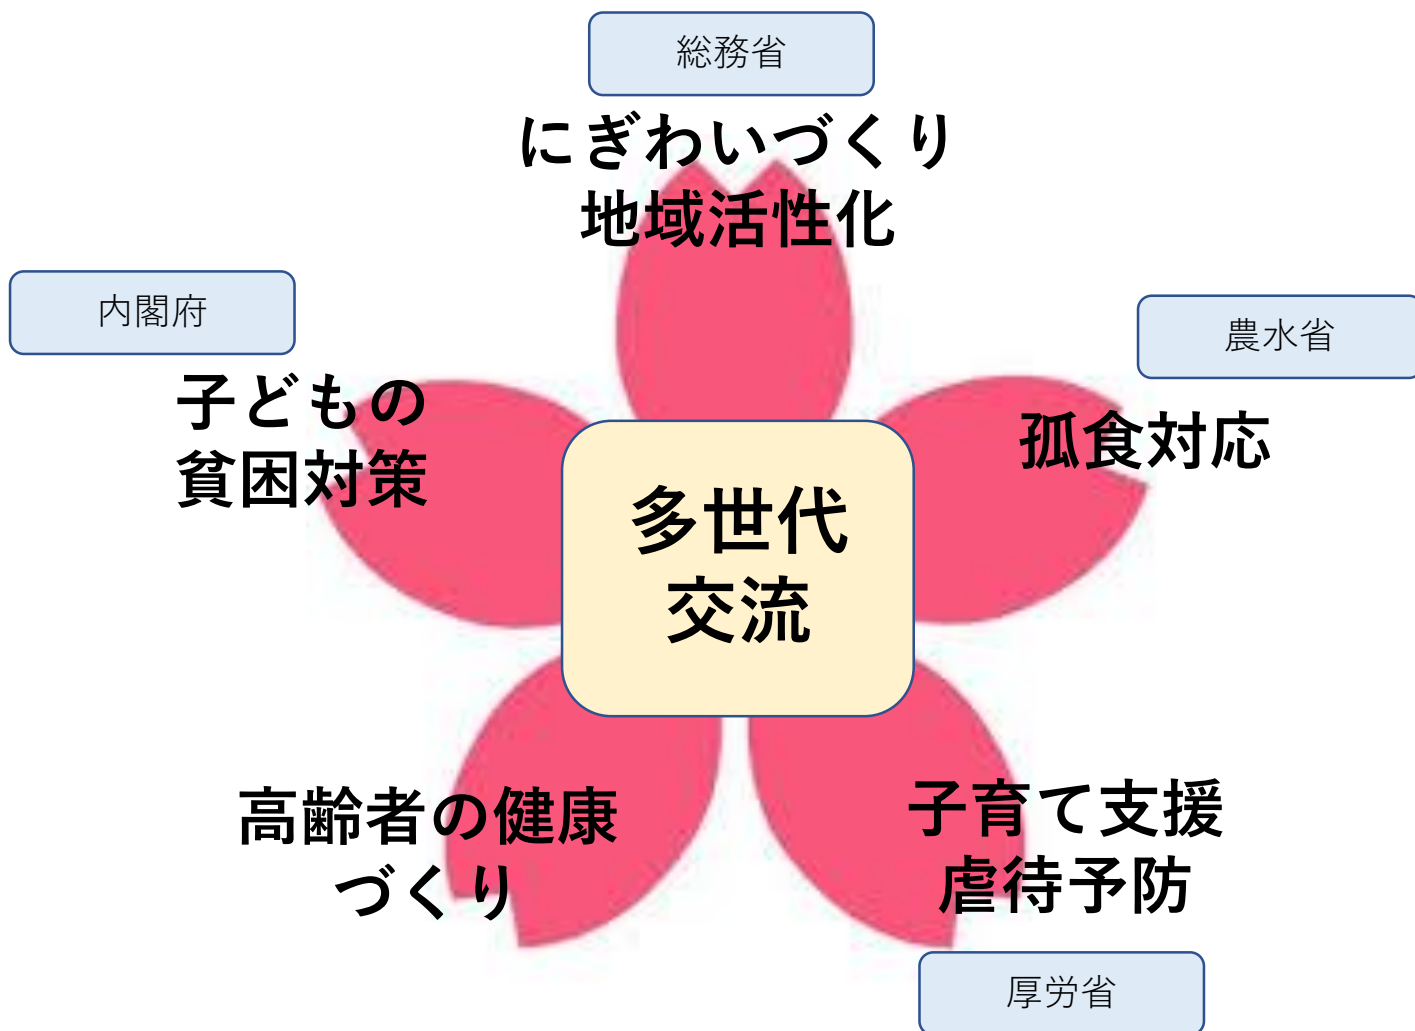 総務省
にぎわいづくり
地域活性化
内閣府
子どもの
貧困対策
農水省
孤食対応
多世代
交流
高齢者の健康
づくり
子育て支援
虐待予防
厚労省